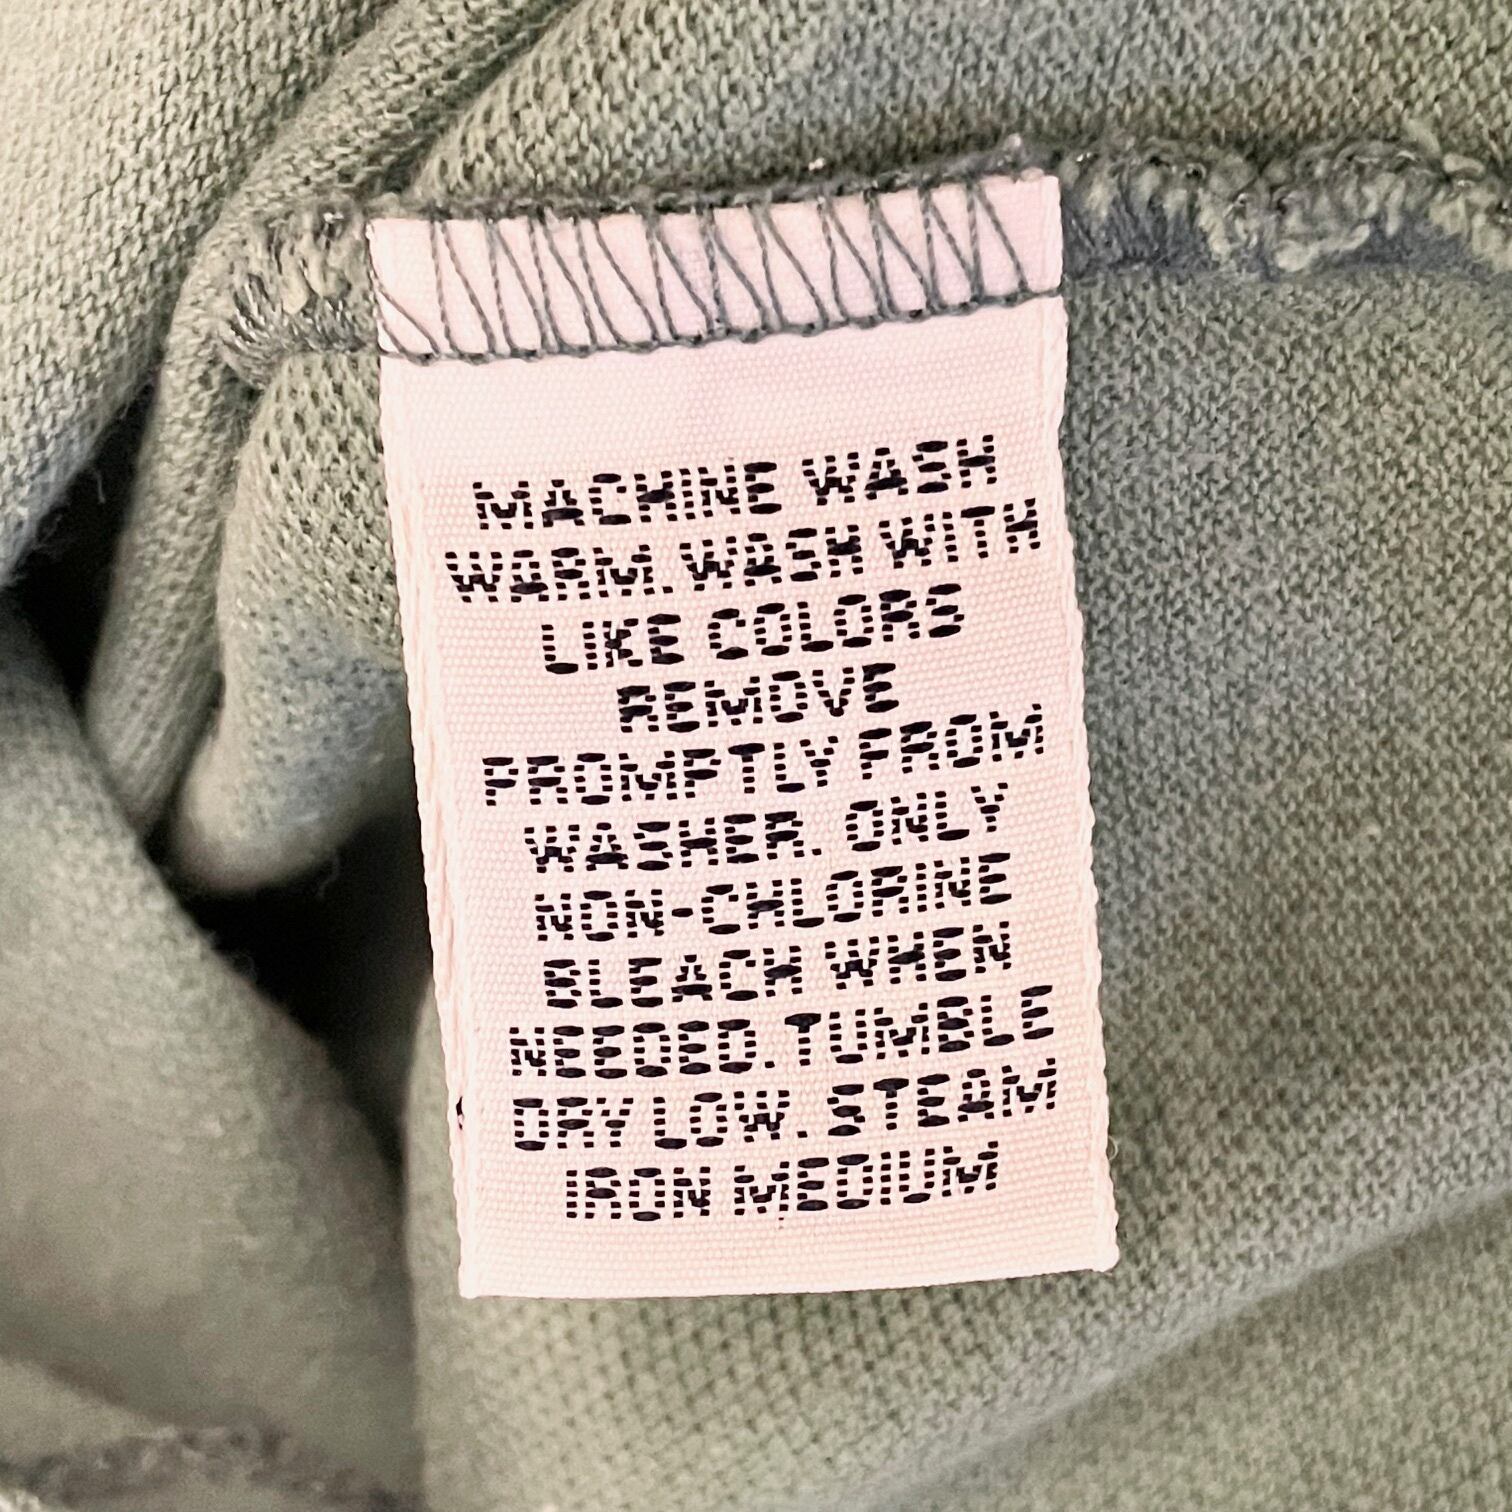 MACHINE WASH
WARM. WASH WITH
LIKE COLORS
REMOVE
PROMPTLY FROM
WASHER. ONLY
NON-CHLORINE
BLEACH WHEN
NEEDED. TUMBLE
DRY LOW. STEAM
IRON MEDIUM